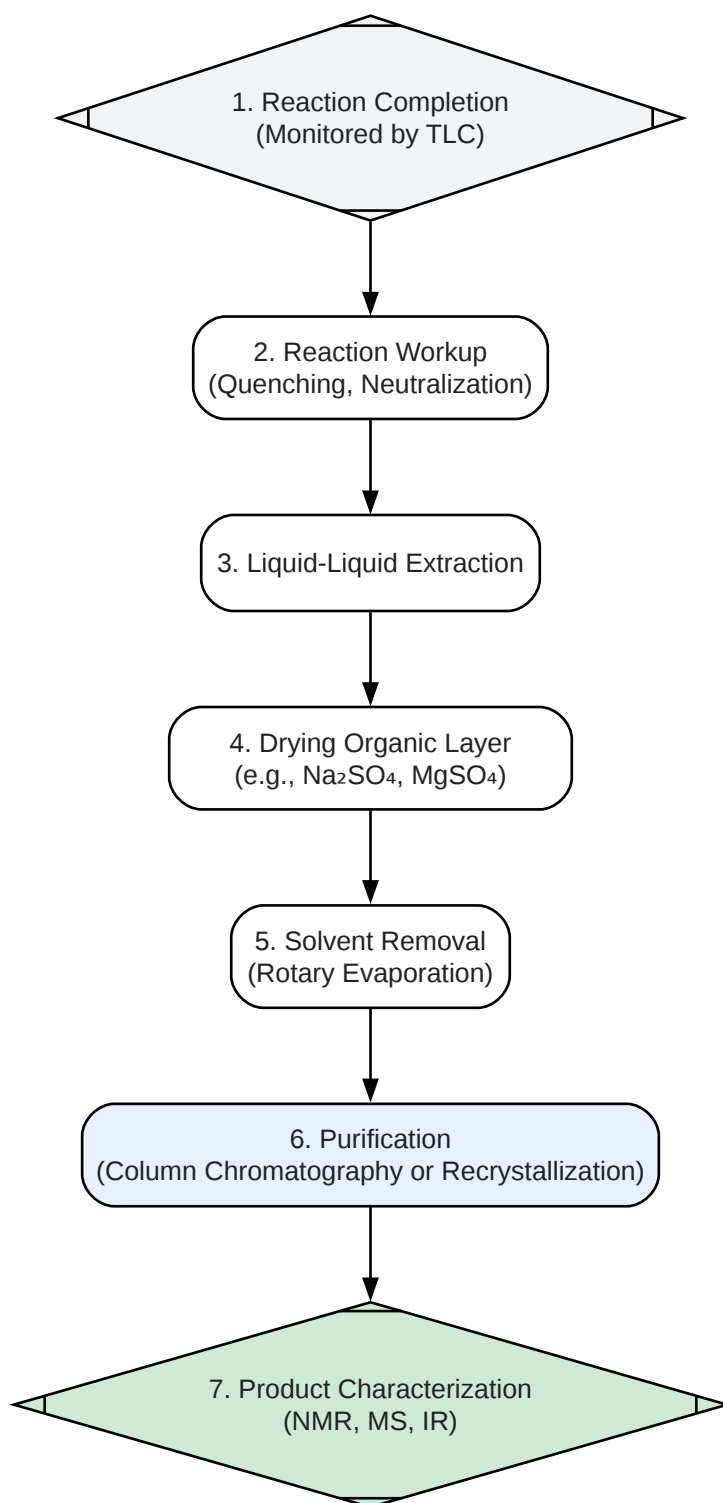 1. Reaction Completion
(Monitored by TLC)
2. Reaction Workup
(Quenching, Neutralization)
3. Liquid-Liquid Extraction
4. Drying Organic Layer
(e.g., Na₂SO₄, MgSO₄)
5. Solvent Removal
(Rotary Evaporation)
6. Purification
(Column Chromatography or Recrystallization)
7. Product Characterization
(NMR, MS, IR)